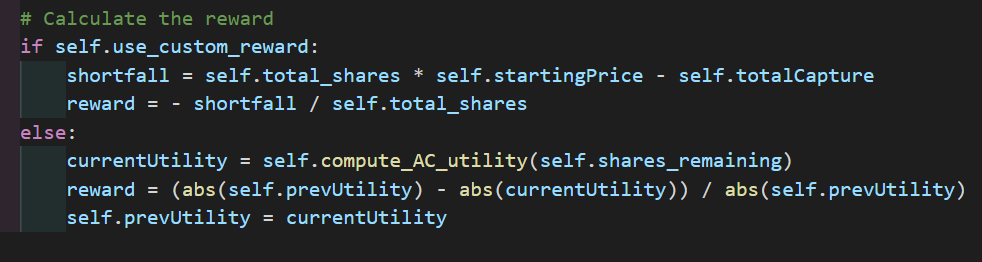 # Calculate the reward
if self.use_custom_reward:
    shortfall = self.total_shares * self.startingPrice - self.totalCapture
    reward = - shortfall / self.total_shares
else:
    currentUtility = self.compute_AC_utility(self.shares_remaining)
    reward = (abs(self.prevUtility) - abs(currentUtility)) / abs(self.prevUtility)
    self.prevUtility = currentUtility